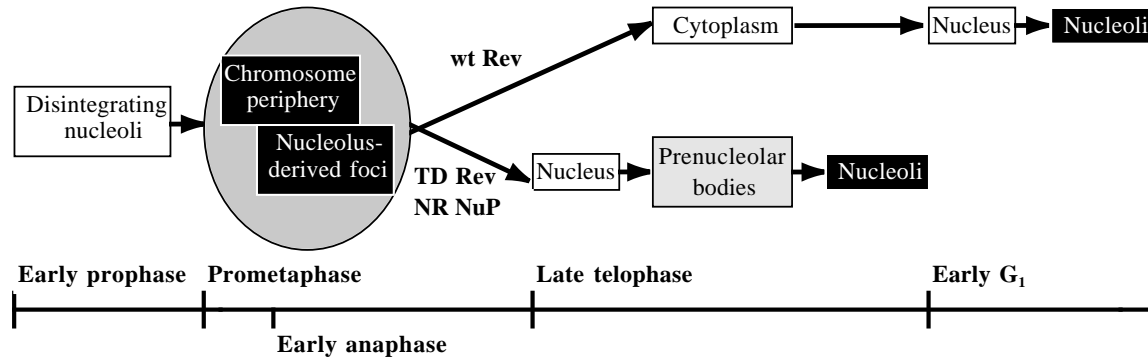 Cytoplasm
Nucleus
Nucleoli
wt Rev
Chromosome
periphery
Disintegrating
nucleoli
Nucleolus-
derived foci
TD Rev
NR NuP
Nucleus
Prenucleolar
bodies
Nucleoli
Early prophase
Prometaphase
Late telophase
Early G₁
Early anaphase